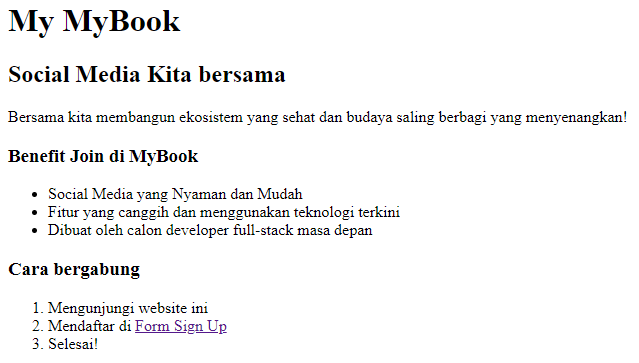 My MyBook
Social Media Kita bersama
Bersama kita membangun ekosistem yang sehat dan budaya saling berbagi yang menyenangkan!
Benefit Join di MyBook
• Social Media yang Nyaman dan Mudah
• Fitur yang canggih dan menggunakan teknologi terkini
• Dibuat oleh calon developer full-stack masa depan
Cara bergabung
1. Mengunjungi website ini
2. Mendaftar di Form Sign Up
3. Selesai!